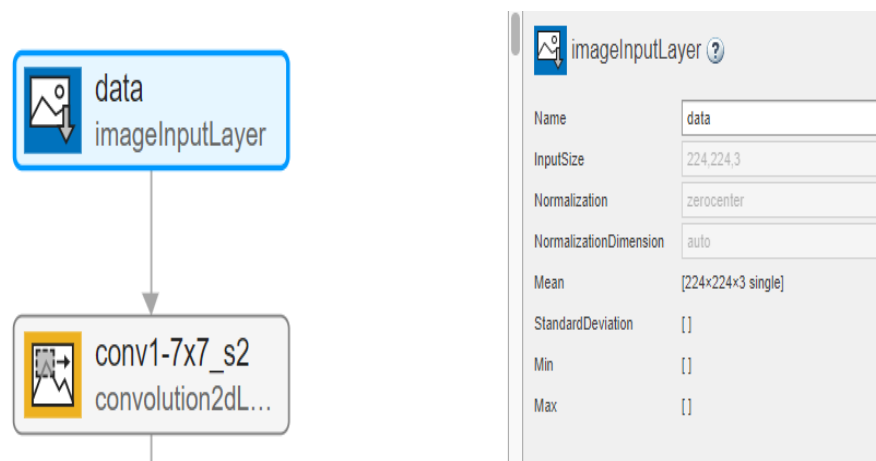 data
imageInputLayer
conv1-7x7_s2
convolution2dL...
imageInputLayer ?
Name data
InputSize 224,224,3
Normalization zerocenter
NormalizationDimension auto
Mean [224×224×3 single]
StandardDeviation []
Min []
Max []